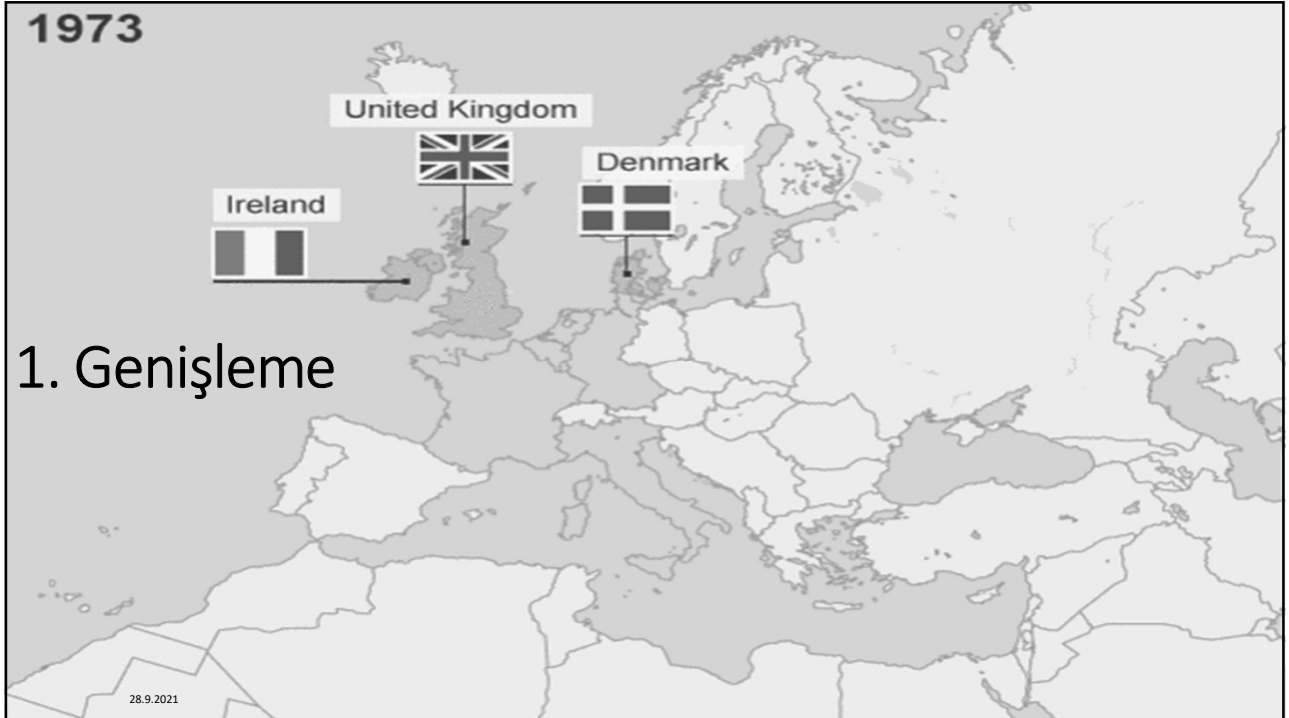 1973
United Kingdom
Denmark
Ireland
1. Genişleme
28.9.2021